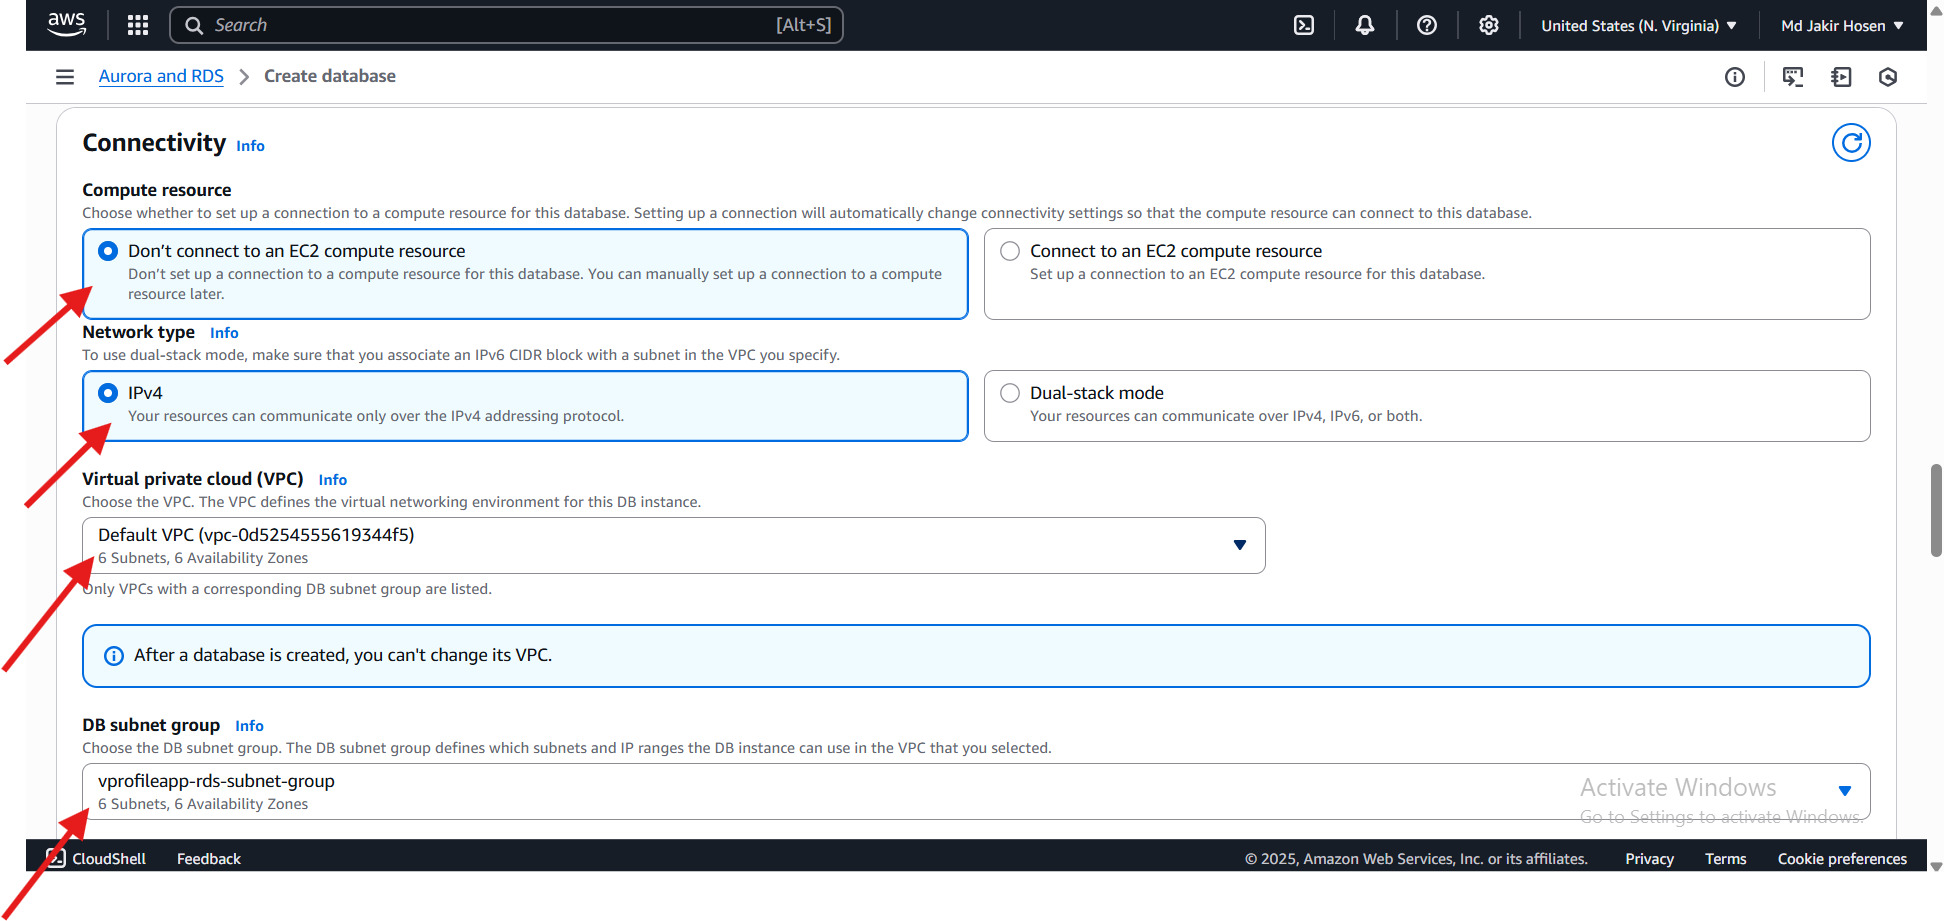 aws
Search [Alt+S]
United States (N. Virginia)
Md Jakir Hosen
Aurora and RDS
Create database
Connectivity Info
Compute resource
Choose whether to set up a connection to a compute resource for this database. Setting up a connection will automatically change connectivity settings so that the compute resource can connect to this database.
Don't connect to an EC2 compute resource
Don't set up a connection to a compute resource for this database. You can manually set up a connection to a compute
resource later.
Connect to an EC2 compute resource
Set up a connection to an EC2 compute resource for this database.
Network type Info
To use dual-stack mode, make sure that you associate an IPv6 CIDR block with a subnet in the VPC you specify.
IPv4
Your resources can communicate only over the IPv4 addressing protocol.
Dual-stack mode
Your resources can communicate over IPv4, IPv6, or both.
Virtual private cloud (VPC) Info
Choose the VPC. The VPC defines the virtual networking environment for this DB instance.
Default VPC (vpc-0d5254555619344f5)
6 Subnets, 6 Availability Zones
Only VPCs with a corresponding DB subnet group are listed.
After a database is created, you can't change its VPC.
DB subnet group Info
Choose the DB subnet group. The DB subnet group defines which subnets and IP ranges the DB instance can use in the VPC that you selected.
vprofileapp-rds-subnet-group
6 Subnets, 6 Availability Zones
Activate Windows
Go to Settings to activate Windows.
CloudShell
Feedback
© 2025, Amazon Web Services, Inc. or its affiliates.
Privacy
Terms
Cookie preferences